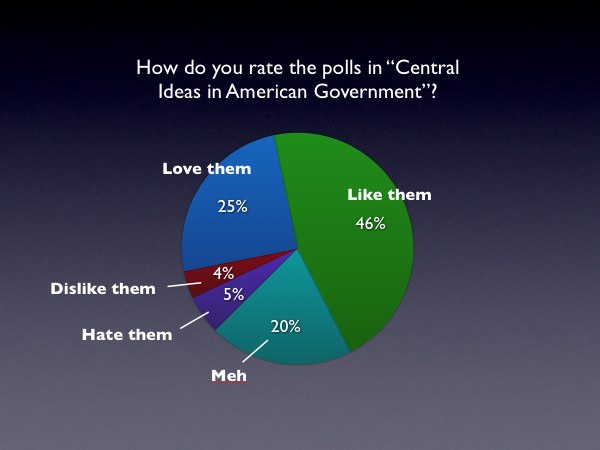 How do you rate the polls in “Central
Ideas in American Government”?
Love them
25%
Like them
46%
Dislike them
4%
Hate them
5%
Meh
20%